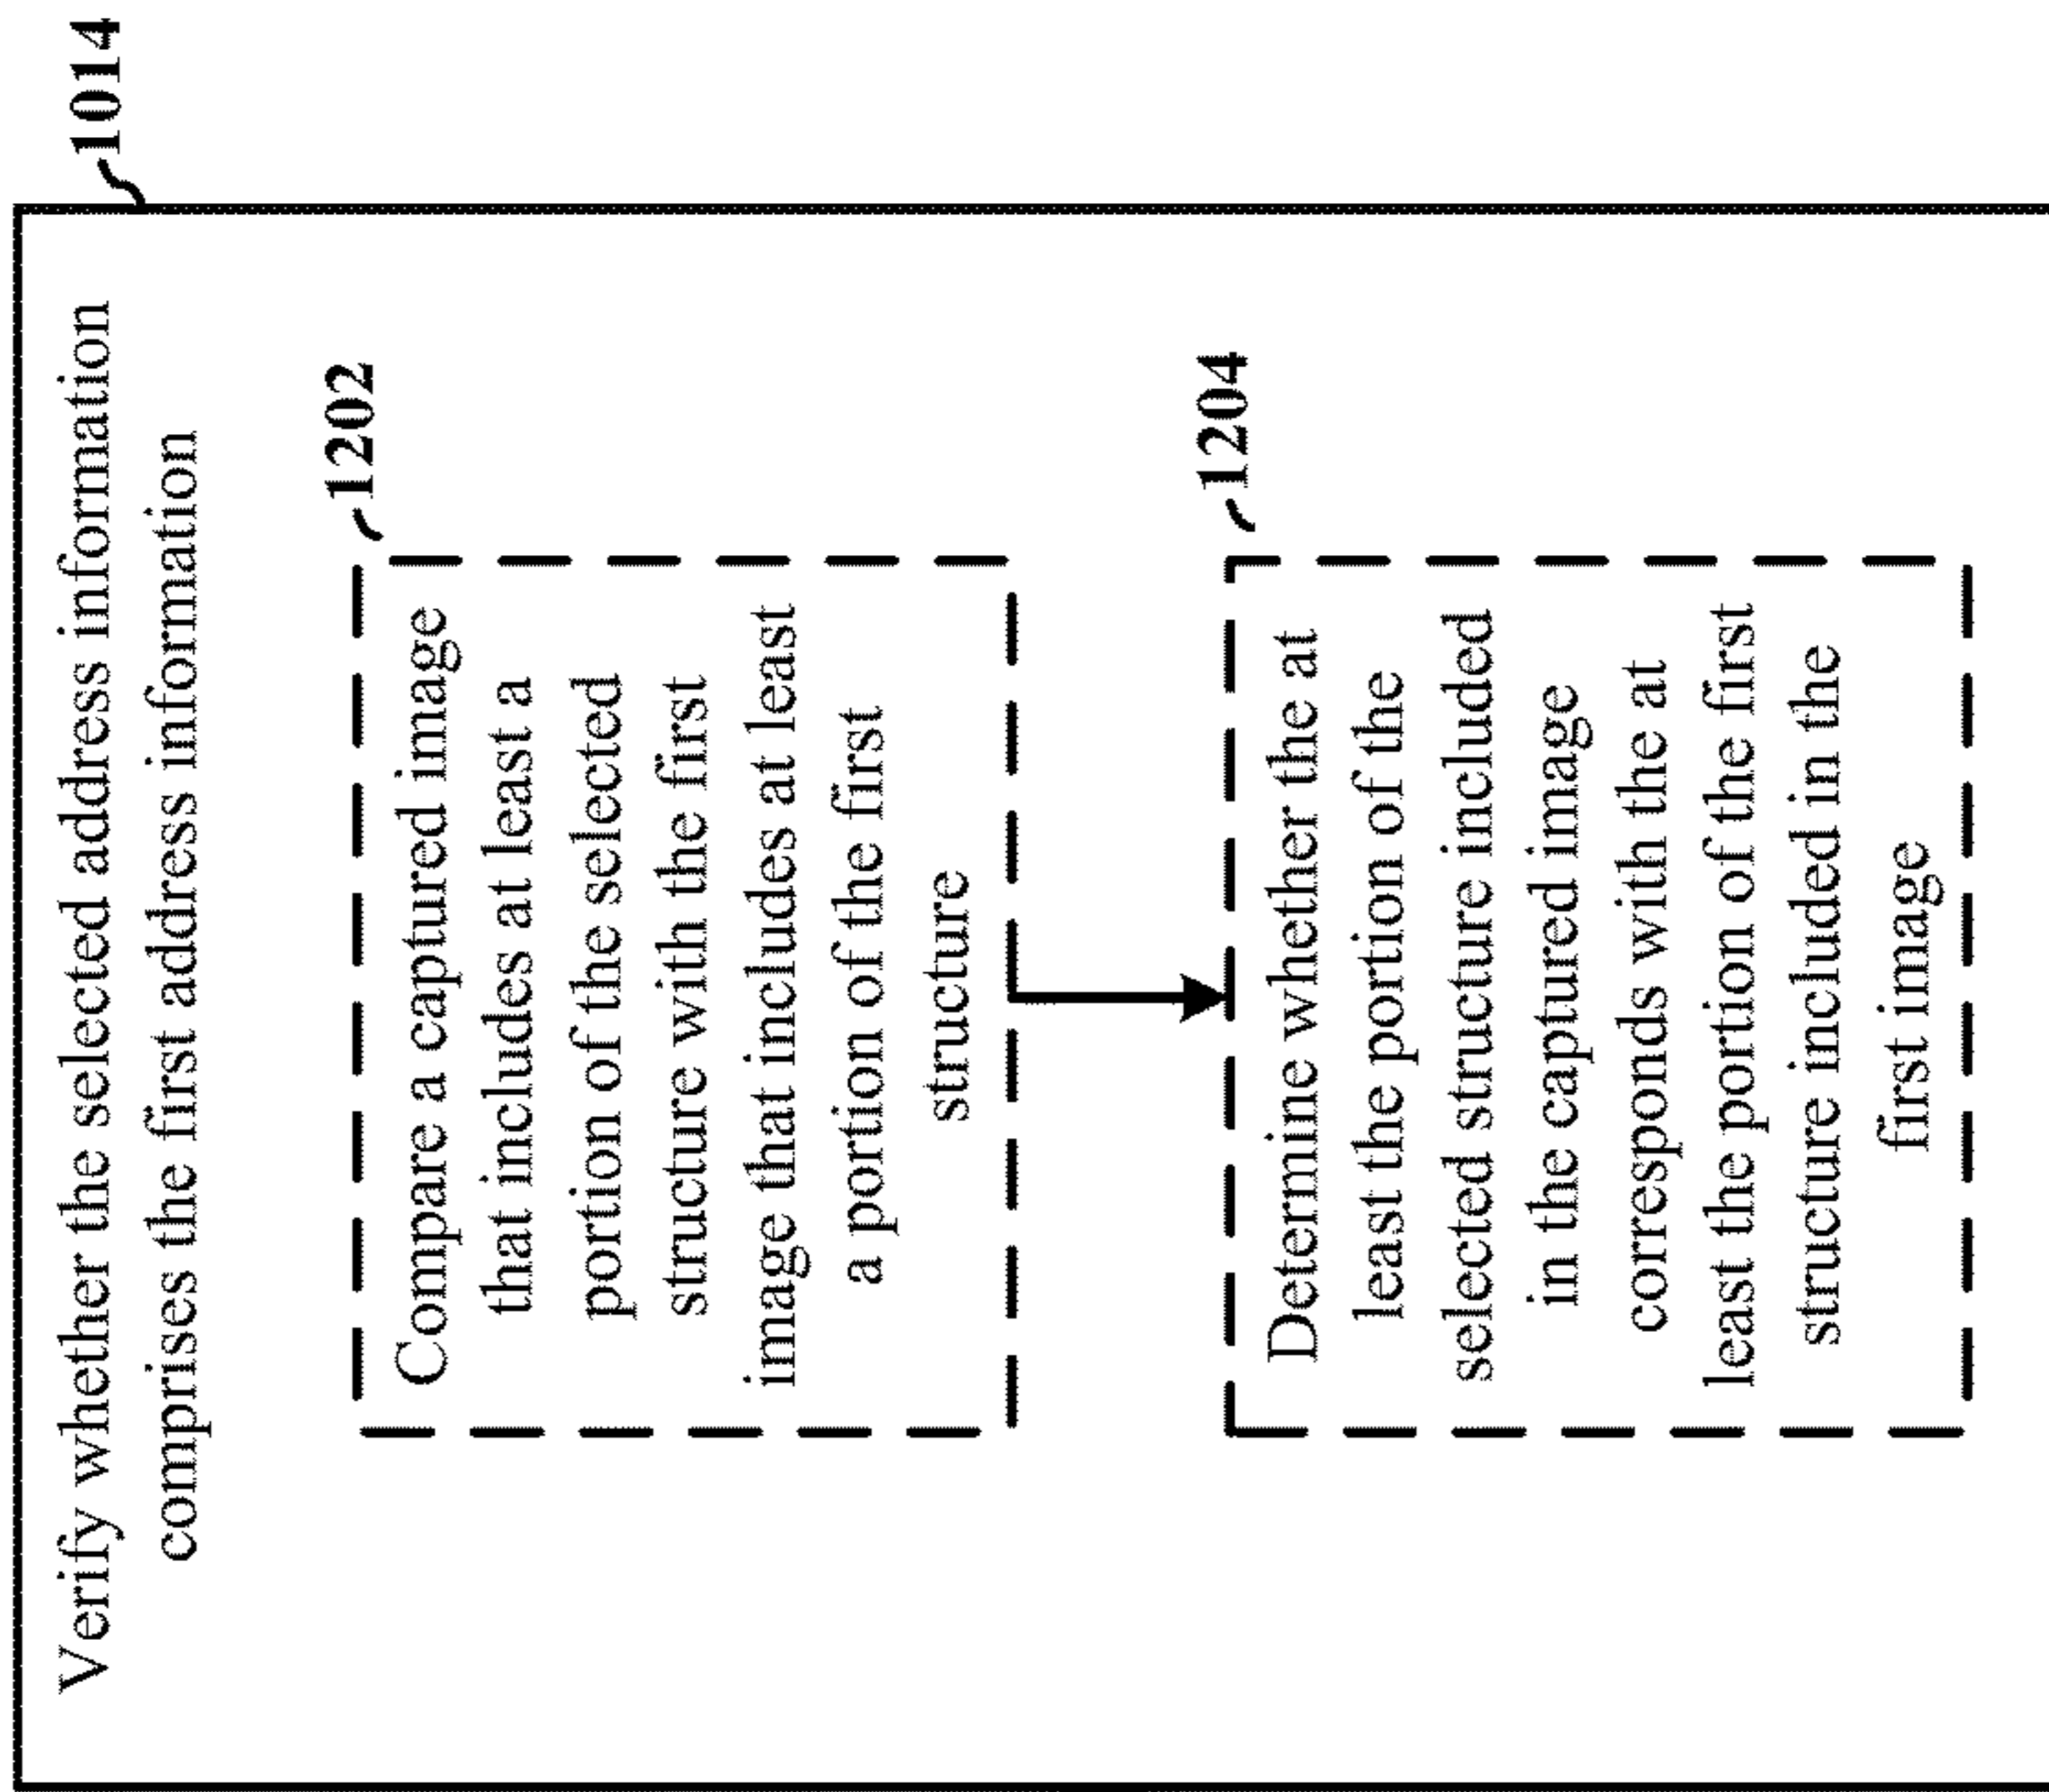 1014
Verify whether the selected address information
comprises the first address information
1202
Compare a captured image
that includes at least a
portion of the selected
structure with the first
image that includes at least
a portion of the first
structure
1204
Determine whether the at
least the portion of the
selected structure included
in the captured image
corresponds with the at
least the portion of the first
structure included in the
first image